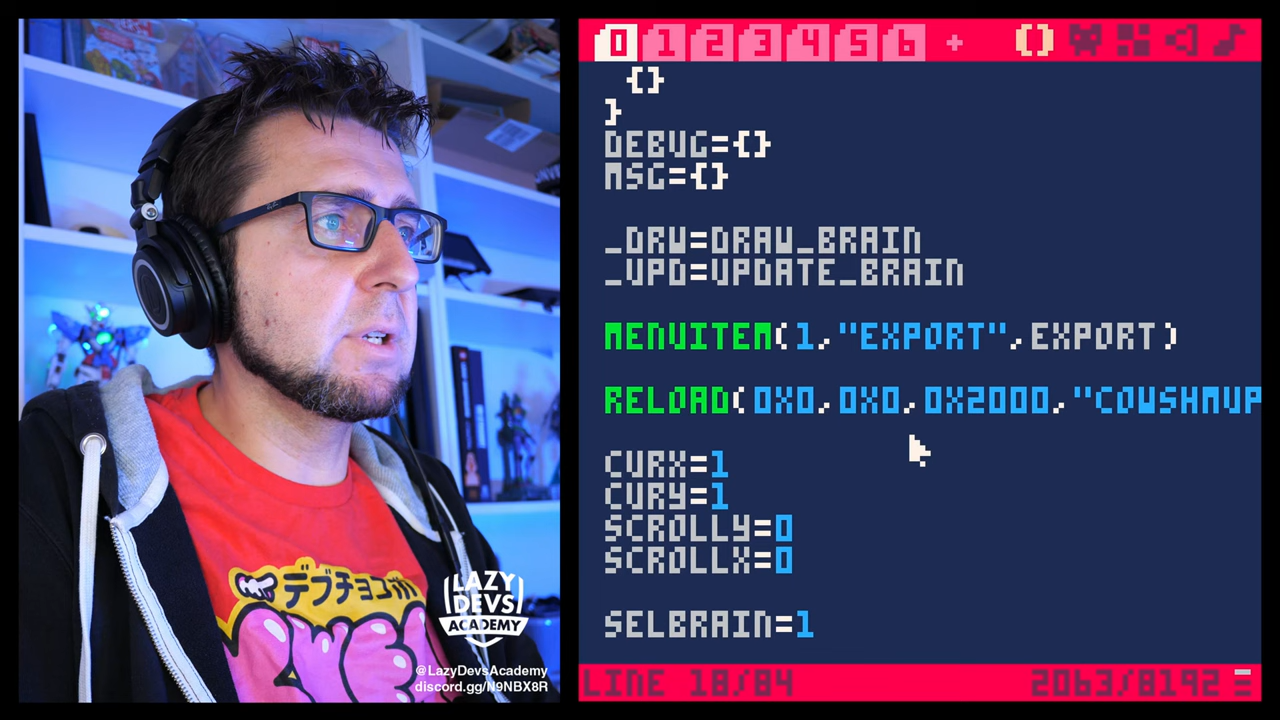 デブチョコボ
LAZY
DEVS
ACADEMY
@LazyDevsAcademy
discord.gg/N9NBX8R
0 1 2 3 4 5 6 +
{}
}
DEBUG={}
MSG={}
_DRW=DRAW_BRAIN
_UPD=UPDATE_BRAIN
MENUITEM(1,"EXPORT",EXPORT)
RELOAD(0X0,0X0,0X2000,"COWSHMUP
CURX=1
CURY=1
SCROLLY=0
SCROLLX=0
SELBRAIN=1
LINE 18/84
2063/8192